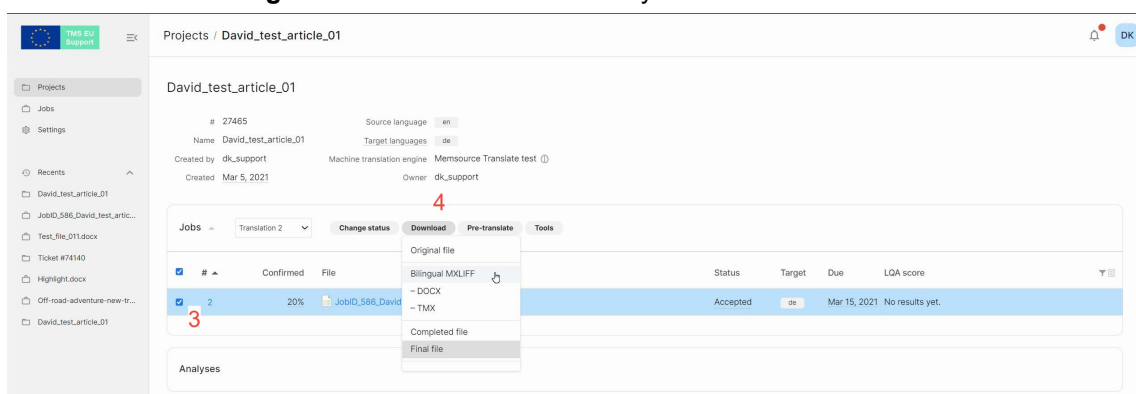 TMS EU
Support
Projects / David_test_article_01
DK
Projects
Jobs
Settings
Recents
David_test_article_01
JobID_586_David_test_artic...
Test_file_011.docx
Ticket #74140
Highlight.docx
Off-road-adventure-new-tr...
David_test_article_01
David_test_article_01
# 27465 Source language en
Name David_test_article_01 Target languages de
Created by dk_support Machine translation engine Memsource Translate test
Created Mar 5, 2021 Owner dk_support
4
Jobs Translation 2 Change status Download Pre-translate Tools
Original file
# Confirmed File Bilingual MXLIFF Status Target Due LQA score
– DOCX
2 20% JobID_586_David Accepted de Mar 15, 2021 No results yet.
– TMX
3
Completed file
Final file
Analyses